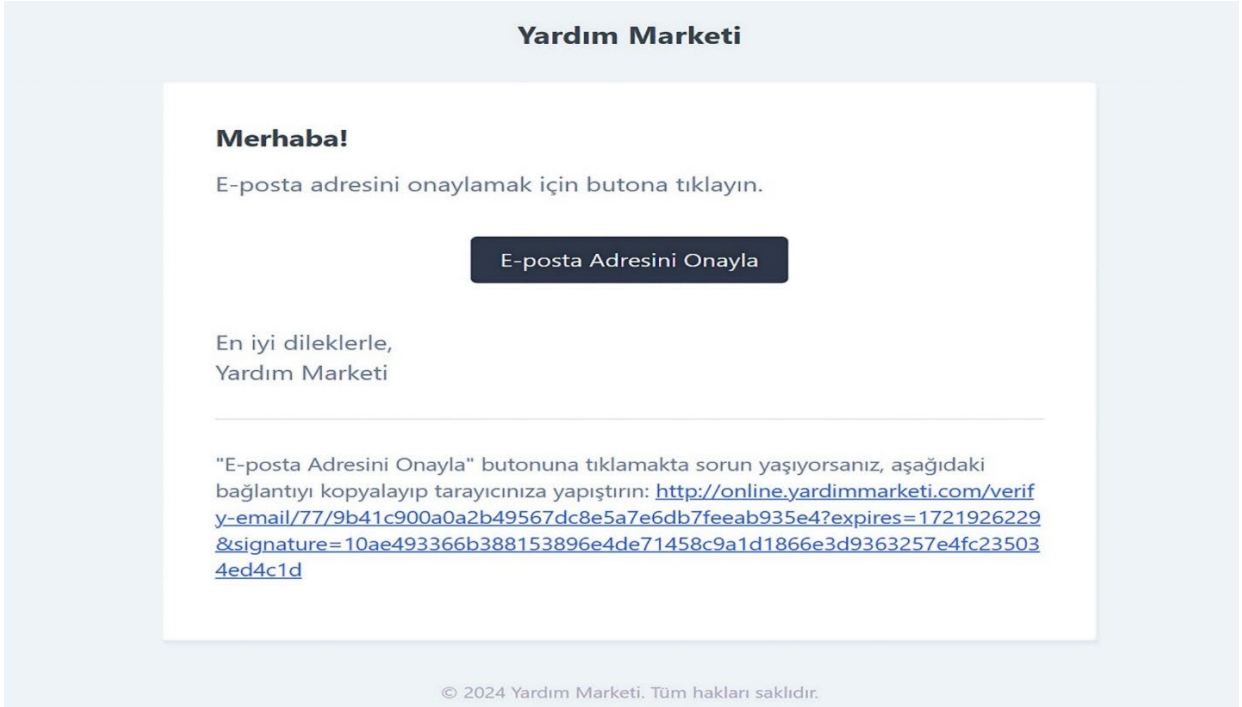 Yardım Marketi
Merhaba!
E-posta adresini onaylamak için butona tıklayın.
E-posta Adresini Onayla
En iyi dileklerle,
Yardım Marketi
"E-posta Adresini Onayla" butonuna tıklamakta sorun yaşıyorsanız, aşağıdaki
bağlantıyı kopyalayıp tarayıcınıza yapıştırın: http://online.yardimmarketi.com/verif
y-email/77/9b41c900a0a2b49567dc8e5a7e6db7feeab935e4?expires=1721926229
&signature=10ae493366b388153896e4de71458c9a1d1866e3d9363257e4fc23503
4ed4c1d
© 2024 Yardım Marketi. Tüm hakları saklıdır.